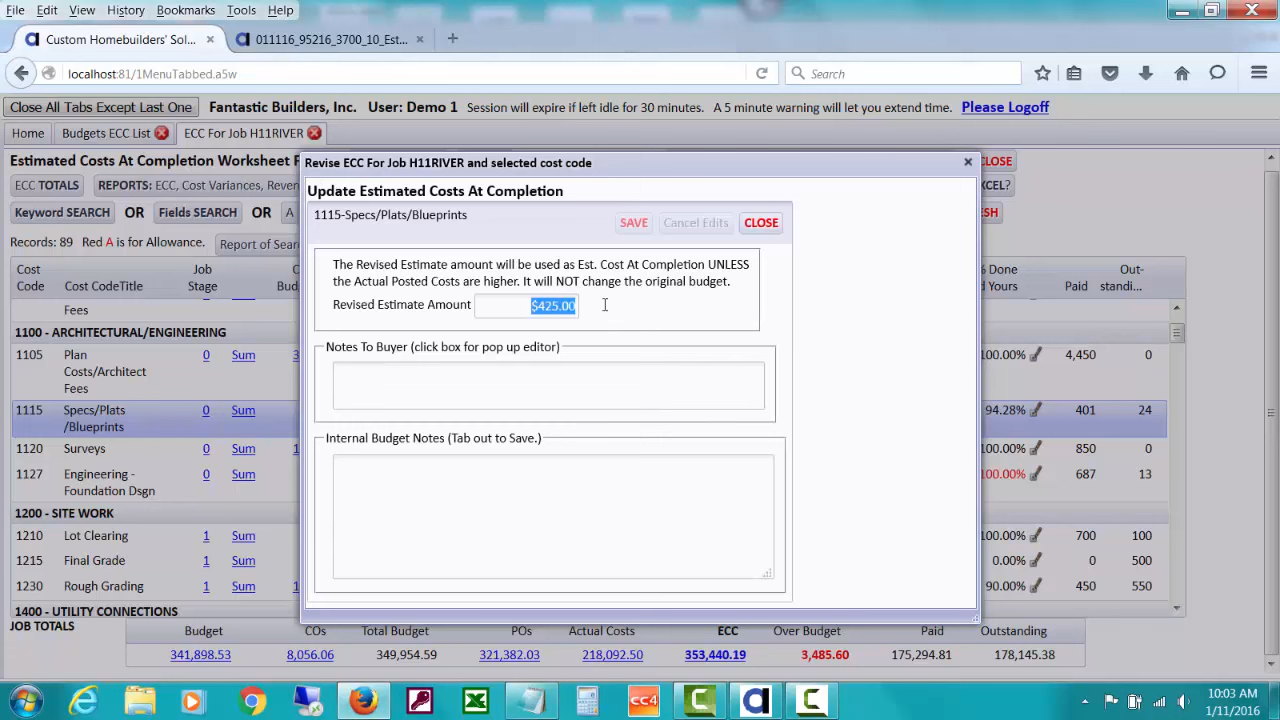 File Edit View History Bookmarks Tools Help
Custom Homebuilders' Sol... × 011116_95216_3700_10_Est... × +
localhost:81/1MenuTabbed.a5w Search
Close All Tabs Except Last One Fantastic Builders, Inc. User: Demo 1 Session will expire if left idle for 30 minutes. A 5 minute warning will let you extend time. Please Logoff
Home Budgets ECC List ECC For Job H11RIVER
Estimated Costs At Completion Worksheet F CLOSE
Revise ECC For Job H11RIVER and selected cost code ×
ECC TOTALS REPORTS: ECC, Cost Variances, Reven XCEL?
Update Estimated Costs At Completion
Keyword SEARCH OR Fields SEARCH OR A SH
1115-Specs/Plats/Blueprints SAVE Cancel Edits CLOSE
Records: 89 Red A is for Allowance. Report of Sear
The Revised Estimate amount will be used as Est. Cost At Completion UNLESS
the Actual Posted Costs are higher. It will NOT change the original budget.
Revised Estimate Amount $425.00
Cost Code Cost CodeTitle Job Stage % Done Yours Paid Out-standi...
Fees
1100 - ARCHITECTURAL/ENGINEERING
Notes To Buyer (click box for pop up editor)
1105 Plan Costs/Architect Fees 0 Sum 3 100.00% 4,450 0
1115 Specs/Plats /Blueprints 0 Sum 94.28% 401 24
Internal Budget Notes (Tab out to Save.)
1120 Surveys 0 Sum 100.00% 850 0
1127 Engineering - Foundation Dsgn 0 Sum 100.00% 687 13
1200 - SITE WORK
1210 Lot Clearing 1 Sum 100.00% 700 100
1215 Final Grade 1 Sum 0.00% 0 500
1230 Rough Grading 1 Sum 90.00% 450 550
1400 - UTILITY CONNECTIONS
JOB TOTALS Budget COs Total Budget POs Actual Costs ECC Over Budget Paid Outstanding
341,898.53 8,056.06 349,954.59 321,382.03 218,092.50 353,440.19 3,485.60 175,294.81 178,145.38
CC4
10:03 AM
1/11/2016